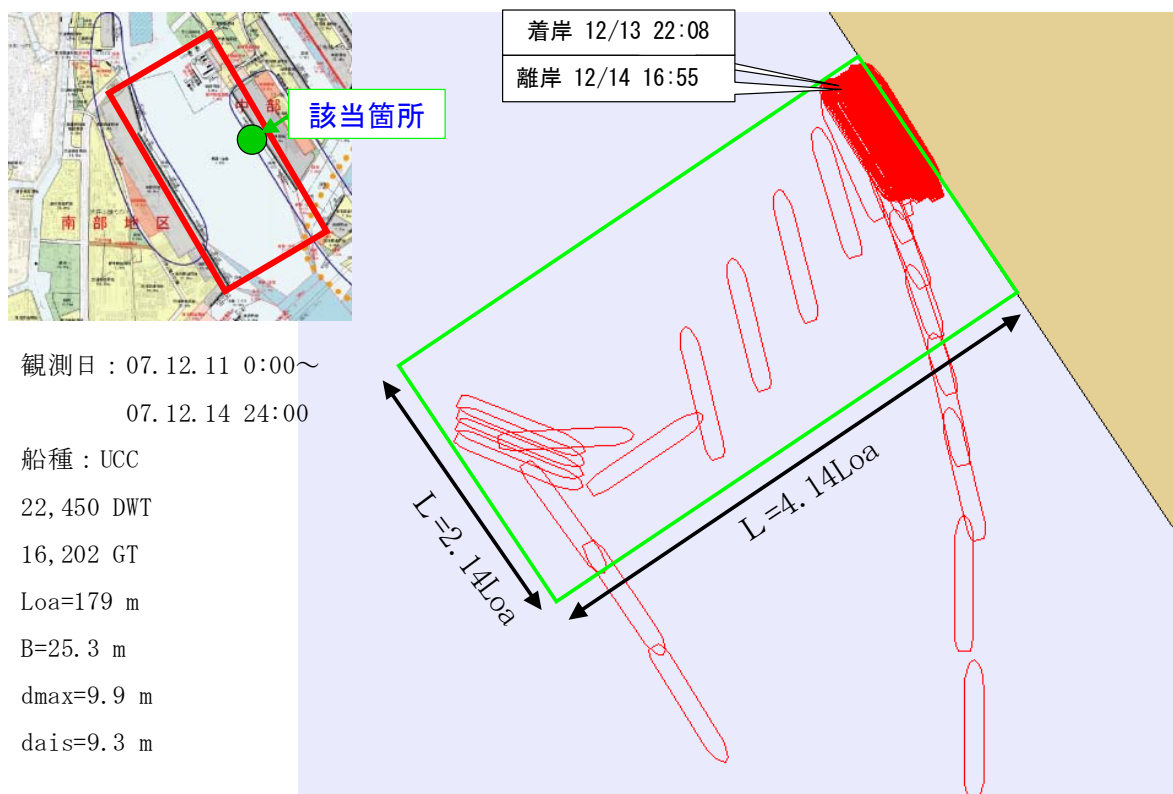 着岸 12/13 22:08
離岸 12/14 16:55
該当箇所
中部
南部地区
観測日：07.12.11 0:00～
07.12.14 24:00
船種：UCC
22,450 DWT
16,202 GT
Loa=179 m
B=25.3 m
dmax=9.9 m
dais=9.3 m
L=2.14Loa
L=4.14Loa